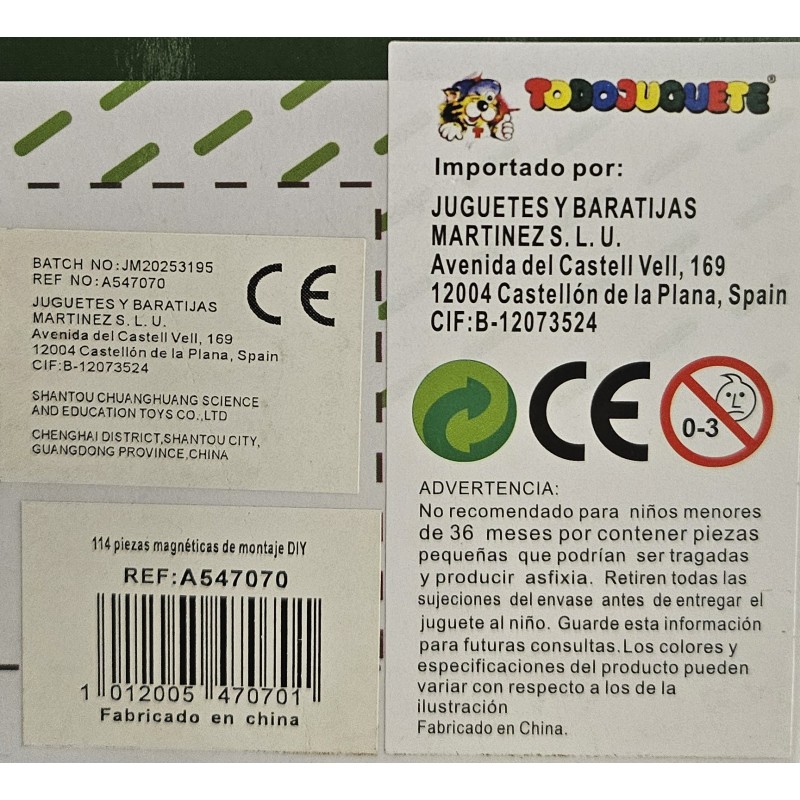 BATCH NO:JM20253195
REF NO:A547070
CE
JUGUETES Y BARATIJAS
MARTINEZ S. L. U.
Avenida del Castell Vell, 169
12004 Castellón de la Plana, Spain
CIF:B-12073524
SHANTOU CHUANGHUANG SCIENCE
AND EDUCATION TOYS CO.,LTD
CHENGHAI DISTRICT,SHANTOU CITY,
GUANGDONG PROVINCE,CHINA
114 piezas magnéticas de montaje DIY
REF:A547070
1 012005 470701
Fabricado en china
TODOJUGUETE®
Importado por:
JUGUETES Y BARATIJAS
MARTINEZ S. L. U.
Avenida del Castell Vell, 169
12004 Castellón de la Plana, Spain
CIF:B-12073524
CE
0-3
ADVERTENCIA:
No recomendado para niños menores
de 36 meses por contener piezas
pequeñas que podrían ser tragadas
y producir asfixia. Retiren todas las
sujeciones del envase antes de entregar el
juguete al niño. Guarde esta información
para futuras consultas.Los colores y
especificaciones del producto pueden
variar con respecto a los de la
ilustración
Fabricado en China.